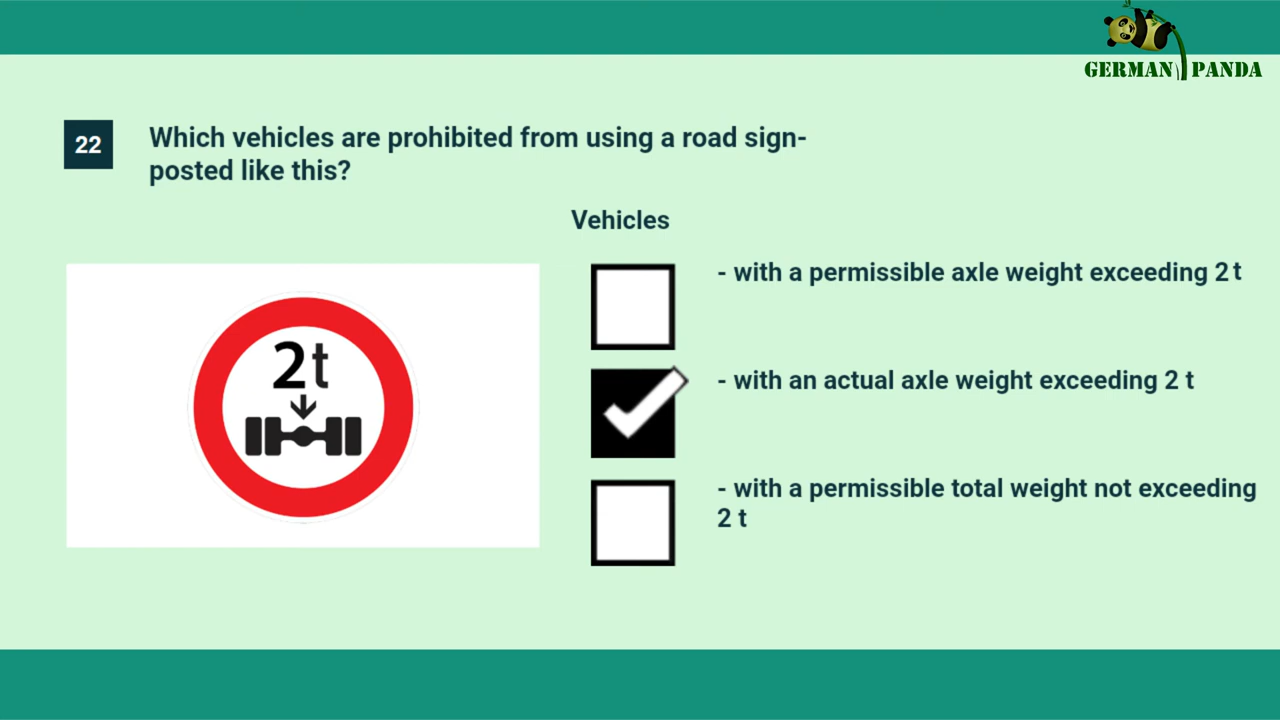 GERMAN PANDA
22
Which vehicles are prohibited from using a road sign-
posted like this?
Vehicles
2t
- with a permissible axle weight exceeding 2 t
- with an actual axle weight exceeding 2 t
- with a permissible total weight not exceeding
2 t